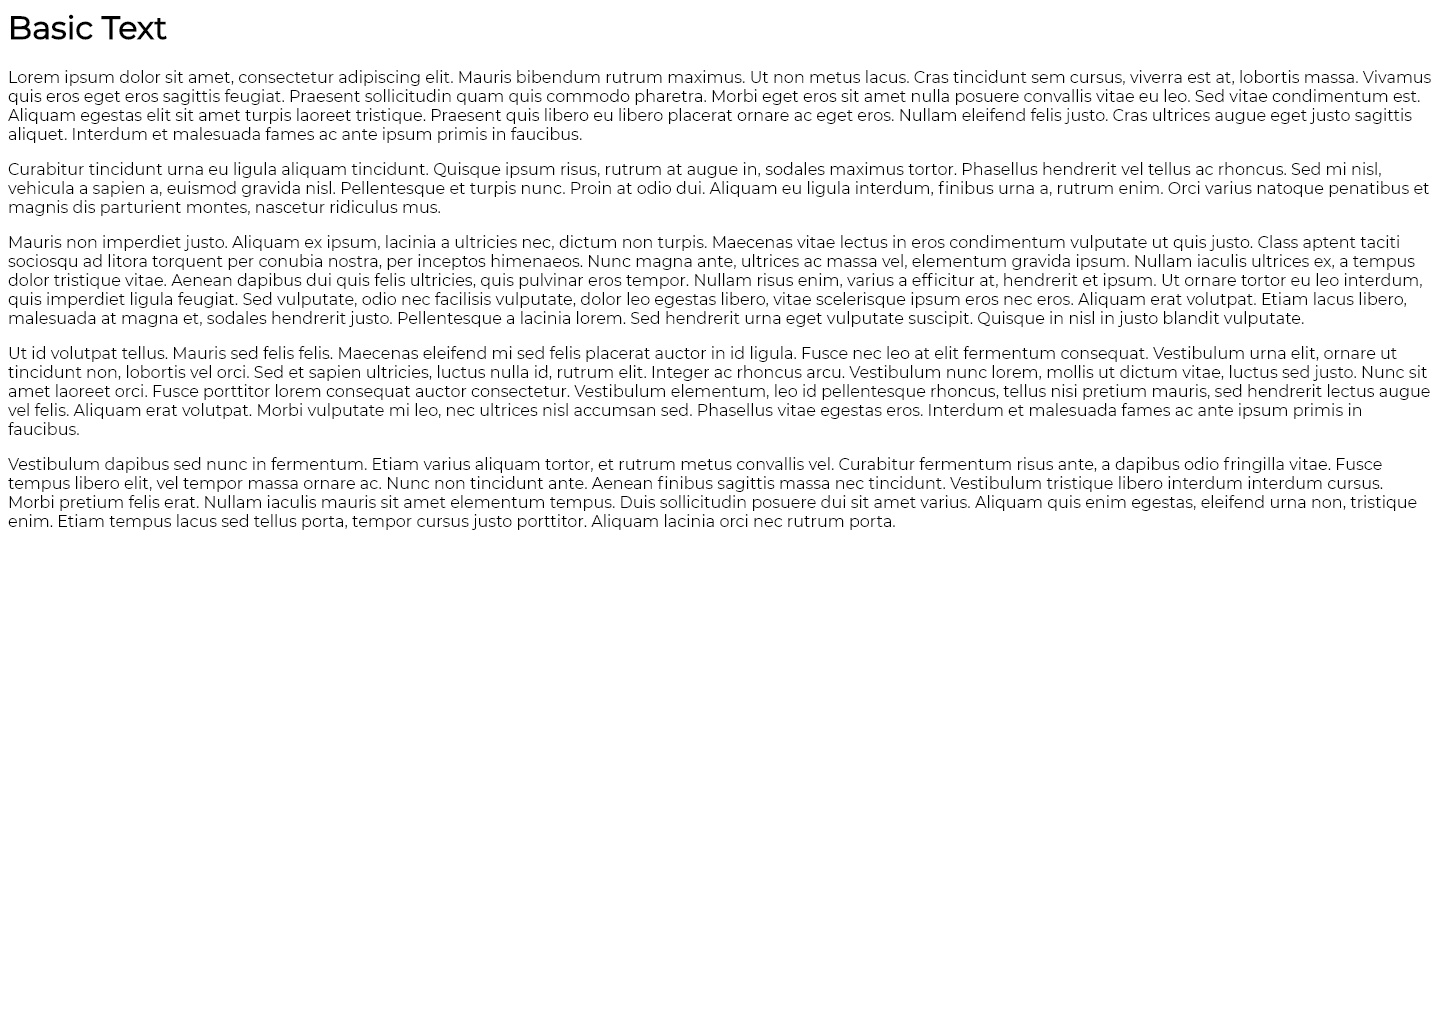 Basic Text
Lorem ipsum dolor sit amet, consectetur adipiscing elit. Mauris bibendum rutrum maximus. Ut non metus lacus. Cras tincidunt sem cursus, viverra est at, lobortis massa. Vivamus
quis eros eget eros sagittis feugiat. Praesent sollicitudin quam quis commodo pharetra. Morbi eget eros sit amet nulla posuere convallis vitae eu leo. Sed vitae condimentum est.
Aliquam egestas elit sit amet turpis laoreet tristique. Praesent quis libero eu libero placerat ornare ac eget eros. Nullam eleifend felis justo. Cras ultrices augue eget justo sagittis
aliquet. Interdum et malesuada fames ac ante ipsum primis in faucibus.
Curabitur tincidunt urna eu ligula aliquam tincidunt. Quisque ipsum risus, rutrum at augue in, sodales maximus tortor. Phasellus hendrerit vel tellus ac rhoncus. Sed mi nisl,
vehicula a sapien a, euismod gravida nisl. Pellentesque et turpis nunc. Proin at odio dui. Aliquam eu ligula interdum, finibus urna a, rutrum enim. Orci varius natoque penatibus et
magnis dis parturient montes, nascetur ridiculus mus.
Mauris non imperdiet justo. Aliquam ex ipsum, lacinia a ultricies nec, dictum non turpis. Maecenas vitae lectus in eros condimentum vulputate ut quis justo. Class aptent taciti
sociosqu ad litora torquent per conubia nostra, per inceptos himenaeos. Nunc magna ante, ultrices ac massa vel, elementum gravida ipsum. Nullam iaculis ultrices ex, a tempus
dolor tristique vitae. Aenean dapibus dui quis felis ultricies, quis pulvinar eros tempor. Nullam risus enim, varius a efficitur at, hendrerit et ipsum. Ut ornare tortor eu leo interdum,
quis imperdiet ligula feugiat. Sed vulputate, odio nec facilisis vulputate, dolor leo egestas libero, vitae scelerisque ipsum eros nec eros. Aliquam erat volutpat. Etiam lacus libero,
malesuada at magna et, sodales hendrerit justo. Pellentesque a lacinia lorem. Sed hendrerit urna eget vulputate suscipit. Quisque in nisl in justo blandit vulputate.
Ut id volutpat tellus. Mauris sed felis felis. Maecenas eleifend mi sed felis placerat auctor in id ligula. Fusce nec leo at elit fermentum consequat. Vestibulum urna elit, ornare ut
tincidunt non, lobortis vel orci. Sed et sapien ultricies, luctus nulla id, rutrum elit. Integer ac rhoncus arcu. Vestibulum nunc lorem, mollis ut dictum vitae, luctus sed justo. Nunc sit
amet laoreet orci. Fusce porttitor lorem consequat auctor consectetur. Vestibulum elementum, leo id pellentesque rhoncus, tellus nisi pretium mauris, sed hendrerit lectus augue
vel felis. Aliquam erat volutpat. Morbi vulputate mi leo, nec ultrices nisl accumsan sed. Phasellus vitae egestas eros. Interdum et malesuada fames ac ante ipsum primis in
faucibus.
Vestibulum dapibus sed nunc in fermentum. Etiam varius aliquam tortor, et rutrum metus convallis vel. Curabitur fermentum risus ante, a dapibus odio fringilla vitae. Fusce
tempus libero elit, vel tempor massa ornare ac. Nunc non tincidunt ante. Aenean finibus sagittis massa nec tincidunt. Vestibulum tristique libero interdum interdum cursus.
Morbi pretium felis erat. Nullam iaculis mauris sit amet elementum tempus. Duis sollicitudin posuere dui sit amet varius. Aliquam quis enim egestas, eleifend urna non, tristique
enim. Etiam tempus lacus sed tellus porta, tempor cursus justo porttitor. Aliquam lacinia orci nec rutrum porta.